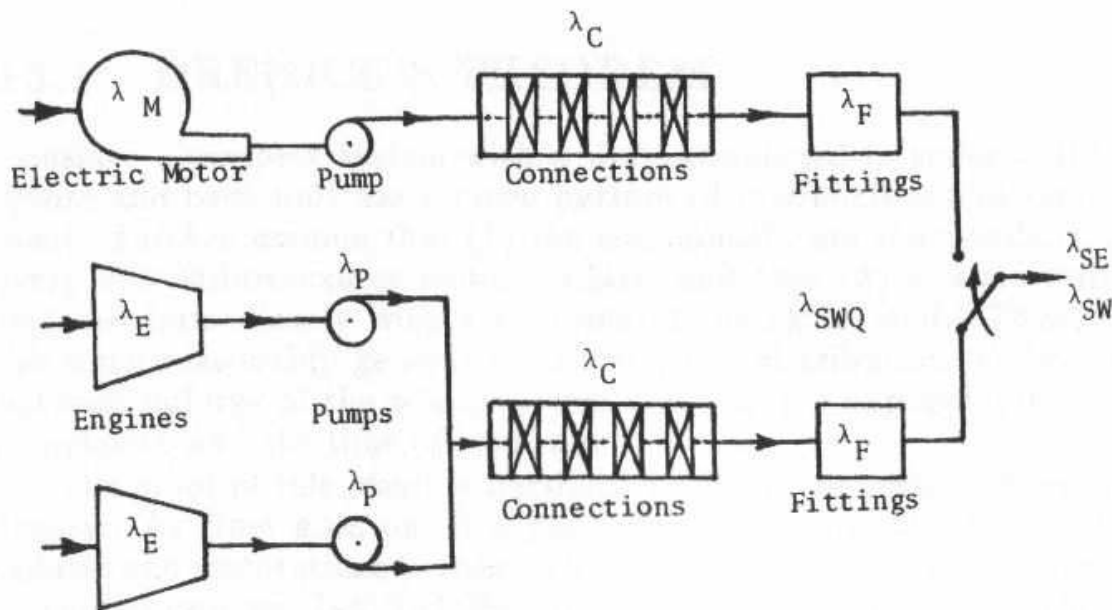 λC
λM
λF
Electric Motor
Pump
Connections
Fittings
λSE
λP
λE
λSWQ
λSW
λC
Engines
Pumps
λF
λp
Connections
Fittings
λE